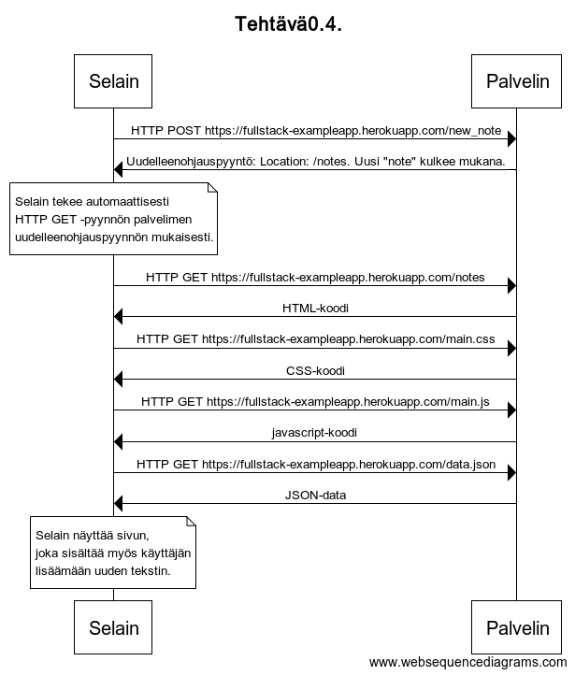 Tehtävä0.4.
Selain
Palvelin
HTTP POST https://fullstack-exampleapp.herokuapp.com/new_note
Uudelleenohjauspyyntö: Location: /notes. Uusi "note" kulkee mukana.
Selain tekee automaattisesti
HTTP GET -pyynnön palvelimen
uudelleenohjauspyynnön mukaisesti.
HTTP GET https://fullstack-exampleapp.herokuapp.com/notes
HTML-koodi
HTTP GET https://fullstack-exampleapp.herokuapp.com/main.css
CSS-koodi
HTTP GET https://fullstack-exampleapp.herokuapp.com/main.js
javascript-koodi
HTTP GET https://fullstack-exampleapp.herokuapp.com/data.json
JSON-data
Selain näyttää sivun,
joka sisältää myös käyttäjän
lisäämään uuden tekstin.
Selain
Palvelin
www.websequencediagrams.com